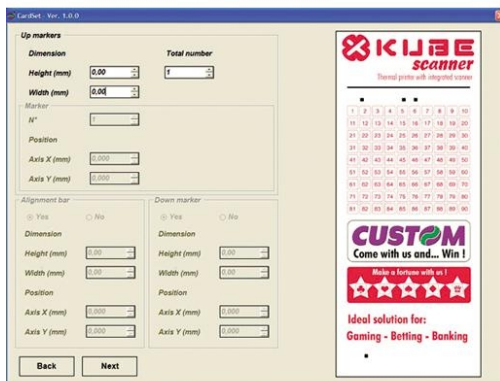 CardSet - Ver. 1.0.0
Up markers
Dimension Total number
Height (mm) 0,00 1
Width (mm) 0,00
Marker
N° 1
Position
Axis X (mm) 0,000
Axis Y (mm) 0,000
Alignment bar
Yes No
Dimension
Height (mm) 0,00
Width (mm) 0,00
Position
Axis X (mm) 0,000
Axis Y (mm) 0,000
Down marker
Yes No
Dimension
Height (mm) 0,00
Width (mm) 0,00
Position
Axis X (mm) 0,000
Axis Y (mm) 0,000
Back Next
KUBE
scanner
Thermal printer with integrated scanner
1 2 3 4 5 6 7 8 9 10
11 12 13 14 15 16 17 18 19 20
21 22 23 24 25 26 27 28 29 30
31 32 33 34 35 36 37 38 39 40
41 42 43 44 45 46 47 48 49 50
51 52 53 54 55 56 57 58 59 60
61 62 63 64 65 66 67 68 69 70
71 72 73 74 75 76 77 78 79 80
81 82 83 84 85 86 87 88 89 90
CUSTOM
Come with us and... Win !
Make a fortune with us !
Ideal solution for:
Gaming - Betting - Banking